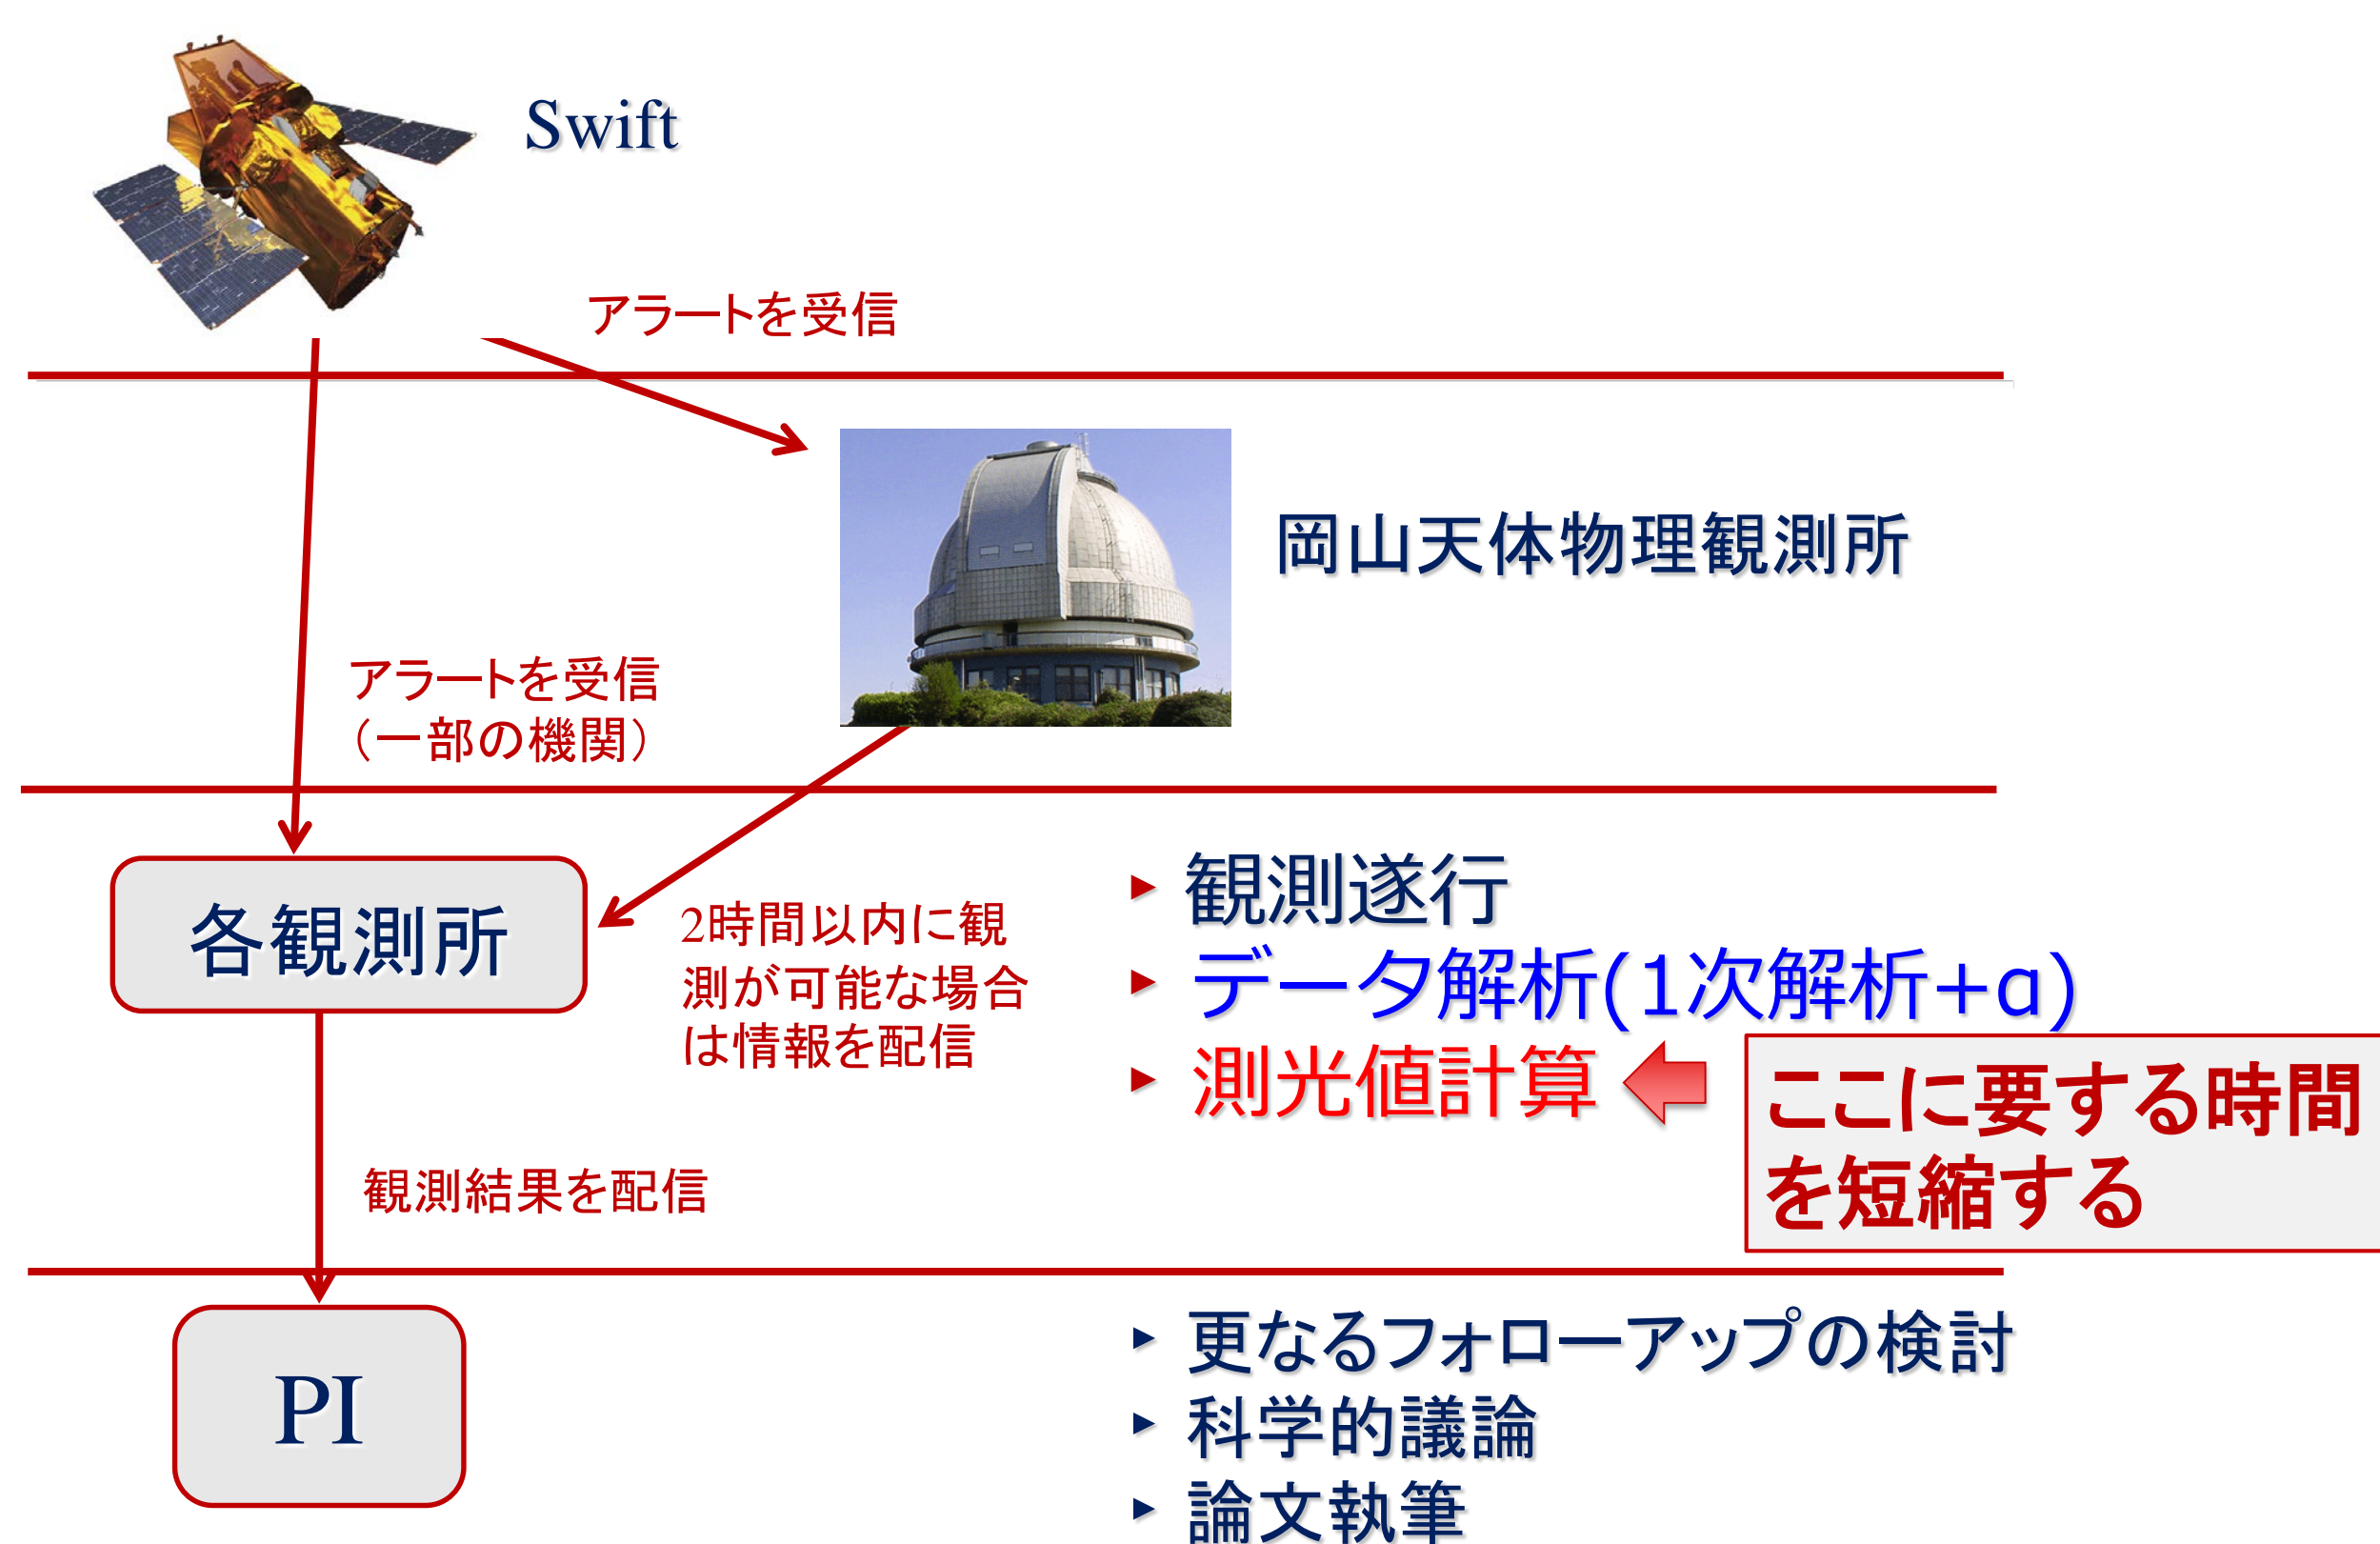 Swift
アラートを受信
岡山天体物理観測所
アラートを受信
（一部の機関）
各観測所
2時間以内に観
測が可能な場合
は情報を配信
▸ 観測遂行
▸ データ解析(1次解析+α)
▸ 測光値計算
ここに要する時間
を短縮する
観測結果を配信
PI
▸ 更なるフォローアップの検討
▸ 科学的議論
▸ 論文執筆